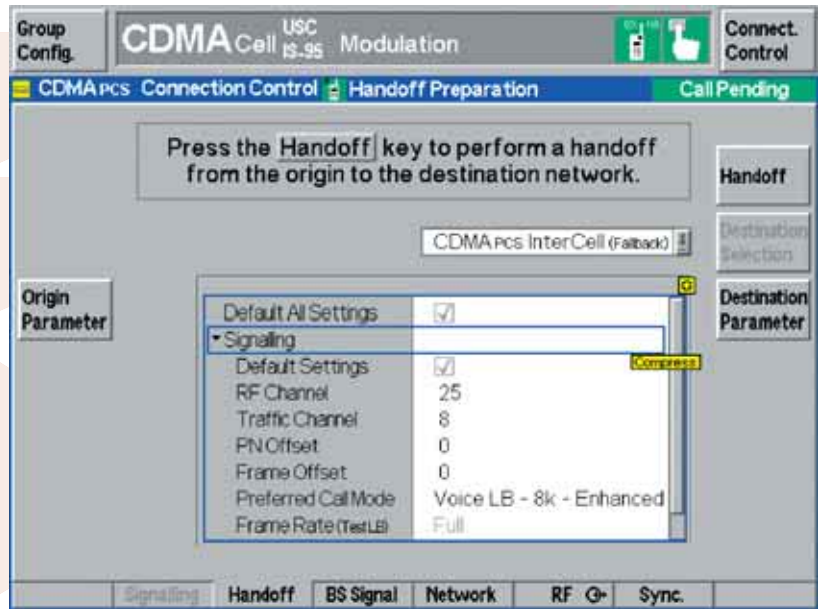 Group Config.
CDMA Cell USC IS-95 Modulation
Connect. Control
CDMA PCS Connection Control Handoff Preparation
Call Pending
Press the Handoff key to perform a handoff
from the origin to the destination network.
Handoff
CDMA PCS InterCell (Fallback)
Destination Selection
Origin Parameter
Destination Parameter
Default All Settings
Signaling
Compress
Default Settings
RF Channel 25
Traffic Channel 8
PN Offset 0
Frame Offset 0
Preferred Call Mode Voice LB - 8k - Enhanced
Frame Rate (Test LB) Full
Signalling Handoff BS Signal Network RF Sync.